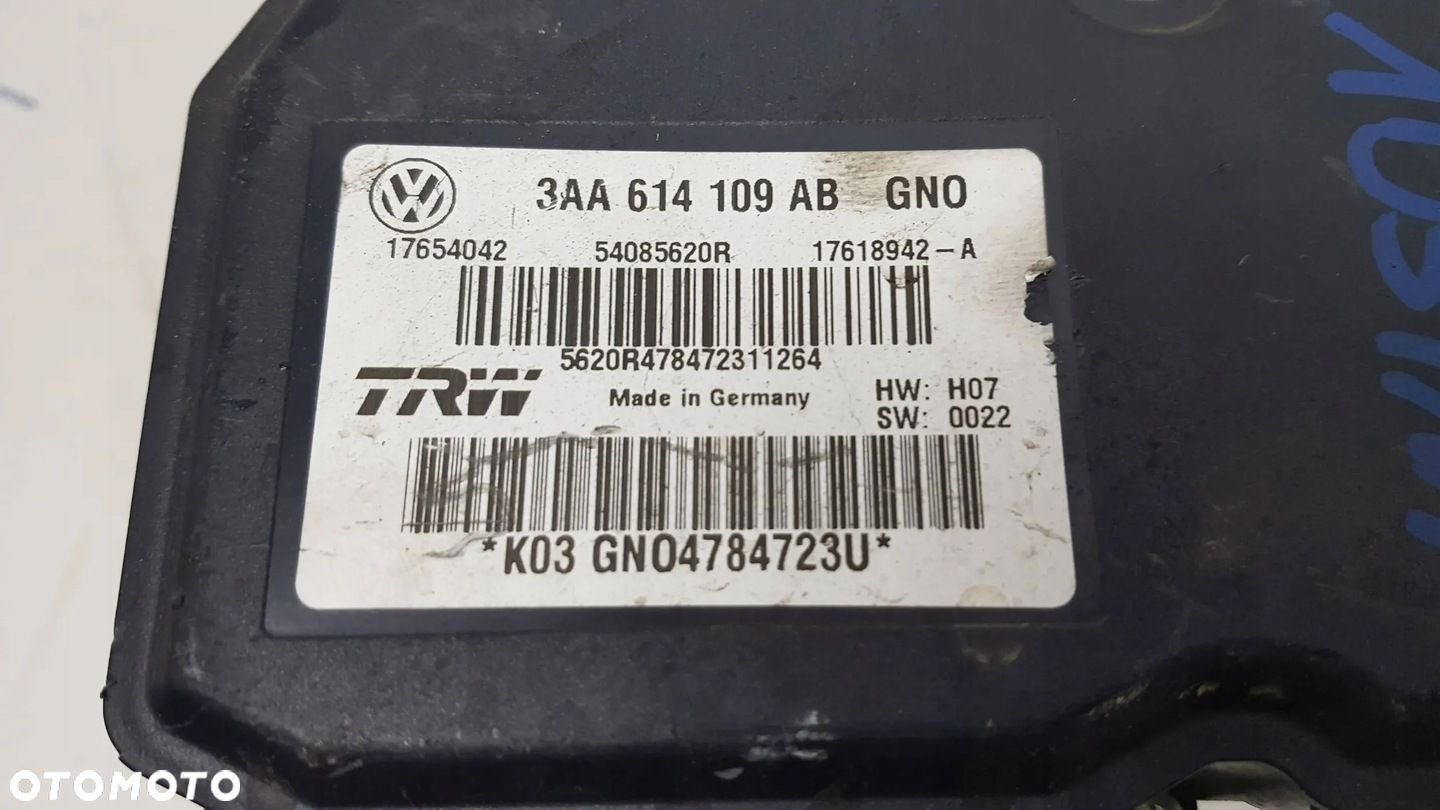 3AA 614 109 AB GNO
17654042 54085620R 17618942-A
5620R478472311264
TRW Made in Germany HW: H07
SW: 0022
*K03 GNO4784723U*
OTOMOTO